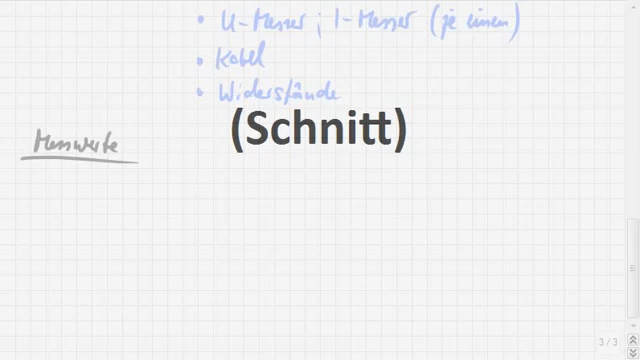 • U-Messer ; I-Messer (je einen)
• Kabel
• Widerstände
(Schnitt)
Messwerte
3 / 3